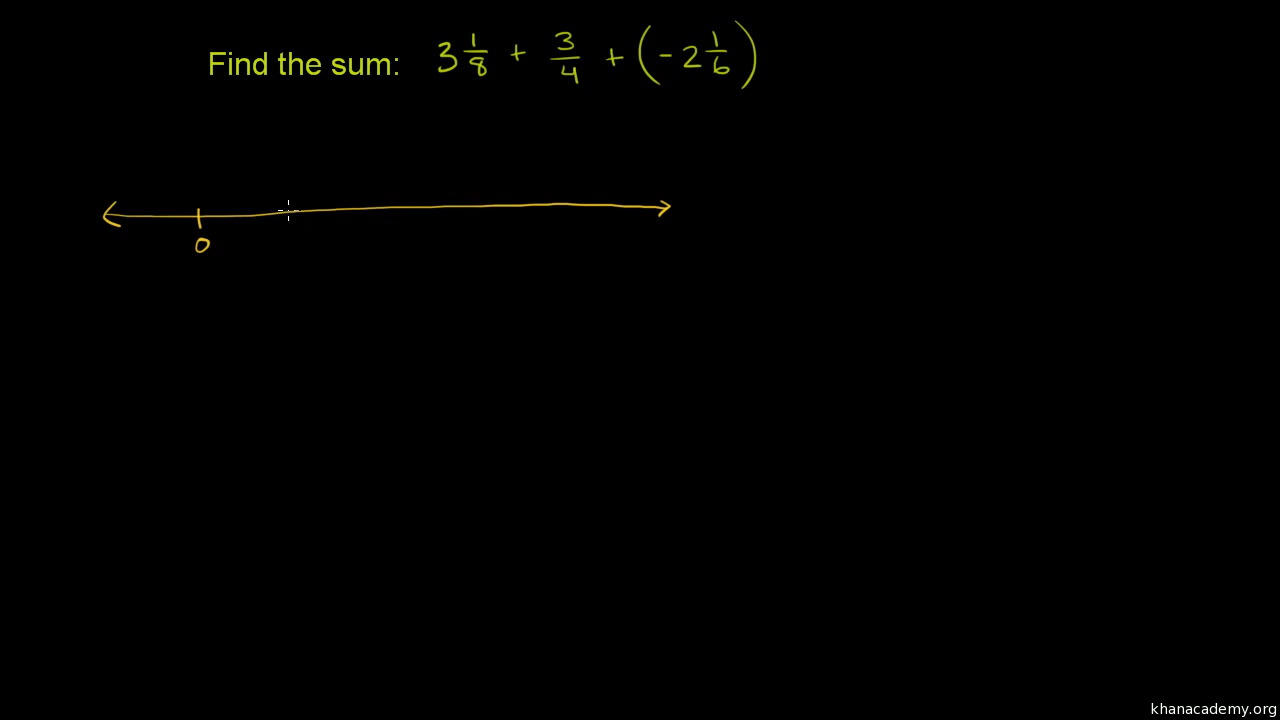 Find the sum: 3 1/8 + 3/4 + (-2 1/6)
0
khanacademy.org